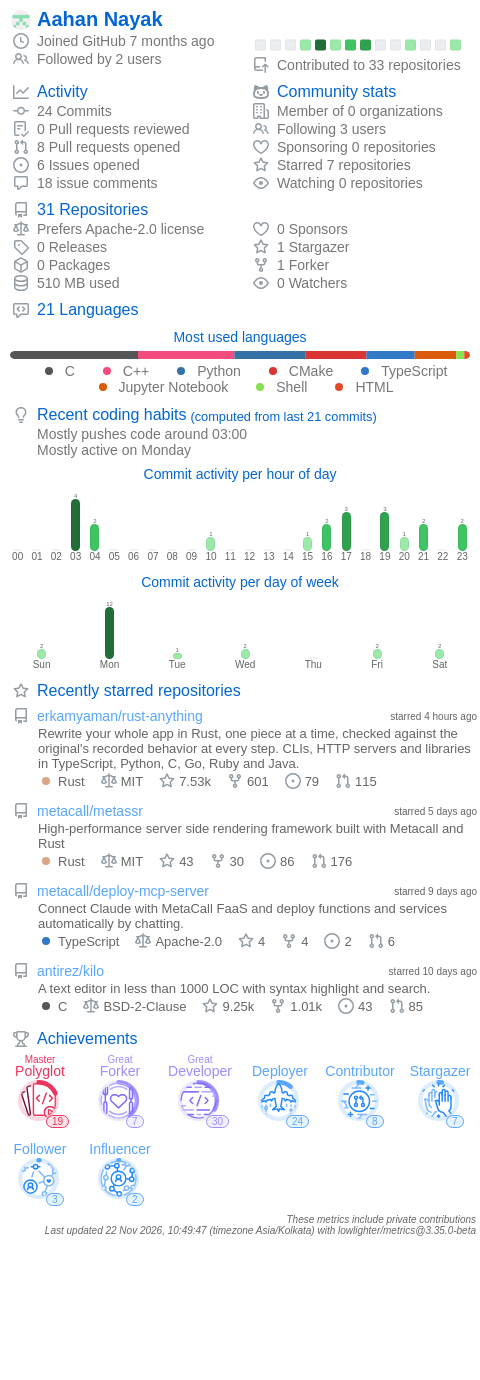 Aahan Nayak
Joined GitHub 7 months ago
Followed by 2 users
Contributed to 33 repositories
Activity
24 Commits
0 Pull requests reviewed
8 Pull requests opened
6 Issues opened
18 issue comments
Community stats
Member of 0 organizations
Following 3 users
Sponsoring 0 repositories
Starred 7 repositories
Watching 0 repositories
31 Repositories
Prefers Apache-2.0 license
0 Releases
0 Packages
510 MB used
0 Sponsors
1 Stargazer
1 Forker
0 Watchers
21 Languages
Most used languages
C C++ Python CMake TypeScript
Jupyter Notebook Shell HTML
Recent coding habits (computed from last 21 commits)
Mostly pushes code around 03:00
Mostly active on Monday
Commit activity per hour of day
4 2 1 1 2 3 3 1 2 2
00 01 02 03 04 05 06 07 08 09 10 11 12 13 14 15 16 17 18 19 20 21 22 23
Commit activity per day of week
2 12 1 2 2 2
Sun Mon Tue Wed Thu Fri Sat
Recently starred repositories
erkamyaman/rust-anything starred 4 hours ago
Rewrite your whole app in Rust, one piece at a time, checked against the
original's recorded behavior at every step. CLIs, HTTP servers and libraries
in TypeScript, Python, C, Go, Ruby and Java.
Rust MIT 7.53k 601 79 115
metacall/metassr starred 5 days ago
High-performance server side rendering framework built with Metacall and
Rust
Rust MIT 43 30 86 176
metacall/deploy-mcp-server starred 9 days ago
Connect Claude with MetaCall FaaS and deploy functions and services
automatically by chatting.
TypeScript Apache-2.0 4 4 2 6
antirez/kilo starred 10 days ago
A text editor in less than 1000 LOC with syntax highlight and search.
C BSD-2-Clause 9.25k 1.01k 43 85
Achievements
Master Great Great
Polyglot Forker Developer Deployer Contributor Stargazer
19 7 30 24 8 7
Follower Influencer
3 2
These metrics include private contributions
Last updated 22 Nov 2026, 10:49:47 (timezone Asia/Kolkata) with lowlighter/metrics@3.35.0-beta